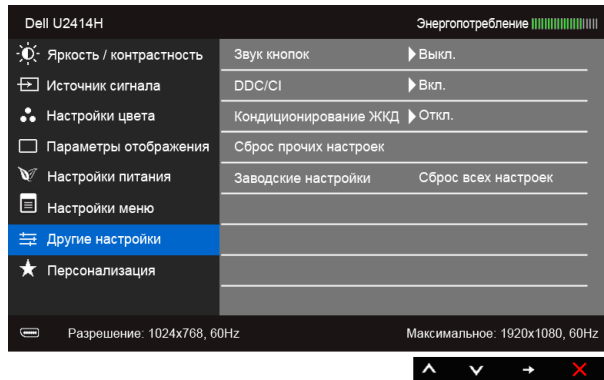 Dell U2414H Энергопотребление
Яркость / контрастность Звук кнопок Выкл.
Источник сигнала DDC/CI Вкл.
Настройки цвета Кондиционирование ЖКД Откл.
Параметры отображения Сброс прочих настроек
Настройки питания Заводские настройки Сброс всех настроек
Настройки меню
Другие настройки
Персонализация
Разрешение: 1024x768, 60Hz Максимальное: 1920x1080, 60Hz